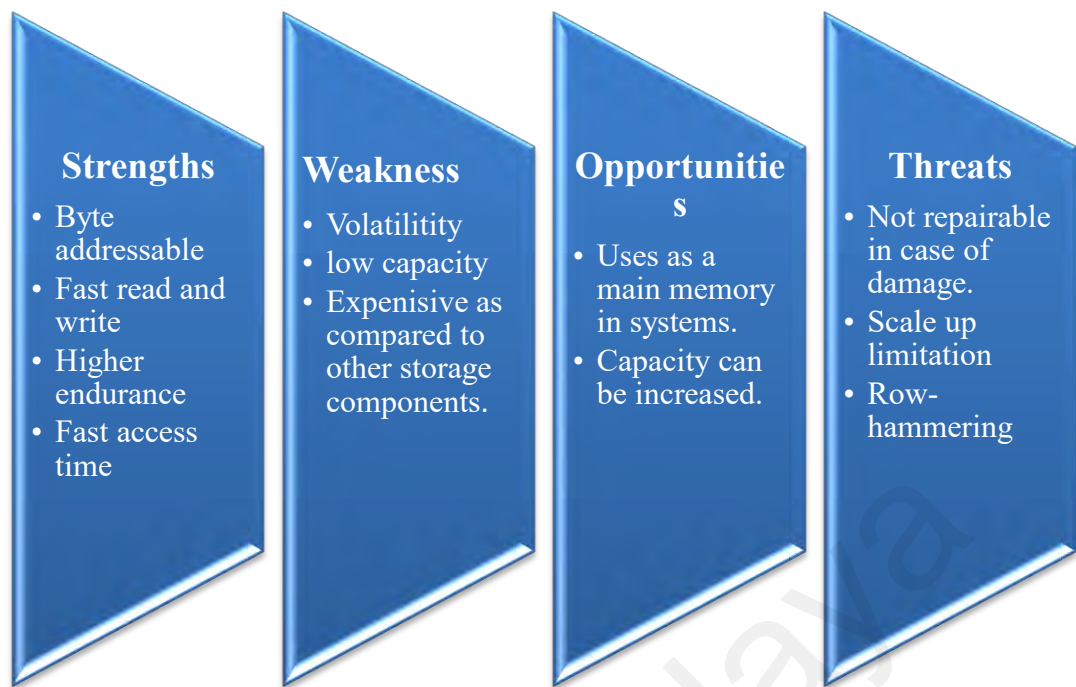 Strengths
• Byte
addressable
• Fast read and
write
• Higher
endurance
• Fast access
time
Weakness
• Volatilitity
• low capacity
• Expenisive as
compared to
other storage
components.
Opportunitie
s
• Uses as a
main memory
in systems.
• Capacity can
be increased.
Threats
• Not repairable
in case of
damage.
• Scale up
limitation
• Row-
hammering